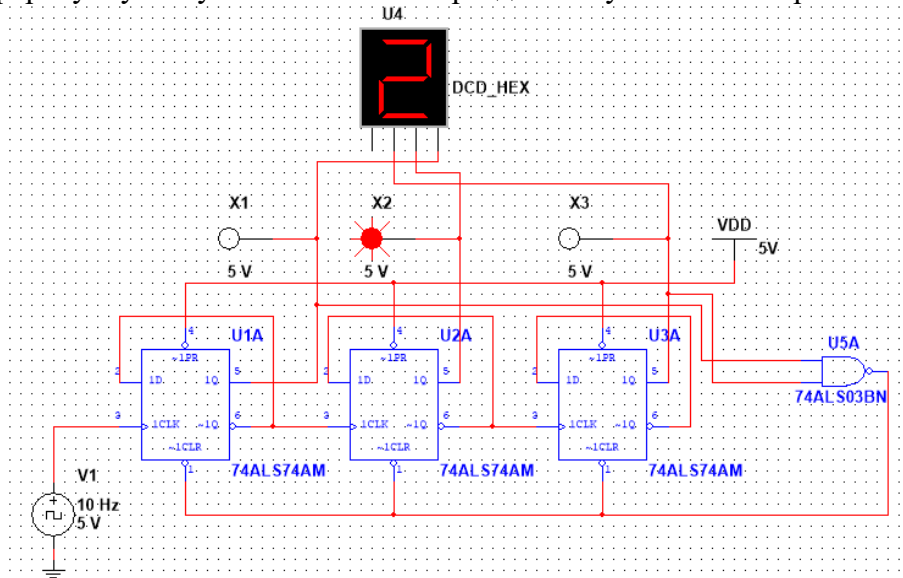 U4
DCD_HEX
X1
X2
X3
VDD
5V
5 V
5 V
5 V
4
U1A
4
U2A
4
U3A
U5A
~1PR
~1PR
~1PR
2
1D
1Q
5
2
1D
1Q
5
2
1D
1Q
5
74ALS03BN
3
1CLK
~1Q
6
3
1CLK
~1Q
6
3
1CLK
~1Q
6
~1CLR
~1CLR
~1CLR
1
74ALS74AM
1
74ALS74AM
1
74ALS74AM
V1
10 Hz
5 V
2